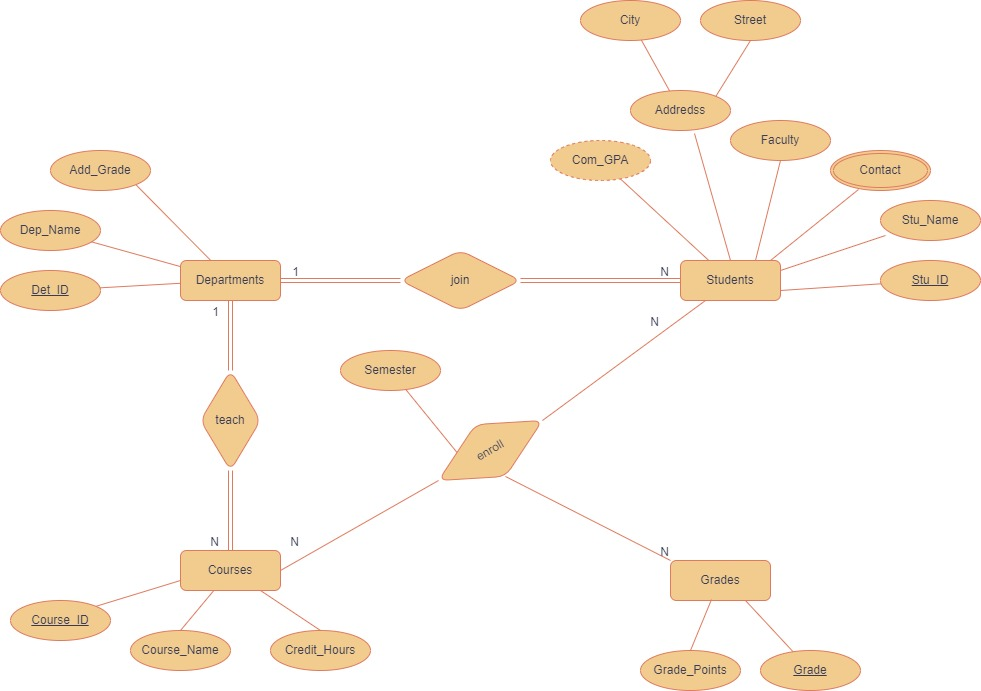 City
Street
Addredss
Faculty
Com_GPA
Contact
Add_Grade
Stu_Name
Dep_Name
Departments
1
join
N
Students
Stu_ID
Det_ID
1
N
Semester
teach
enroll
N
N
N
Courses
Grades
Course_ID
Course_Name
Credit_Hours
Grade_Points
Grade